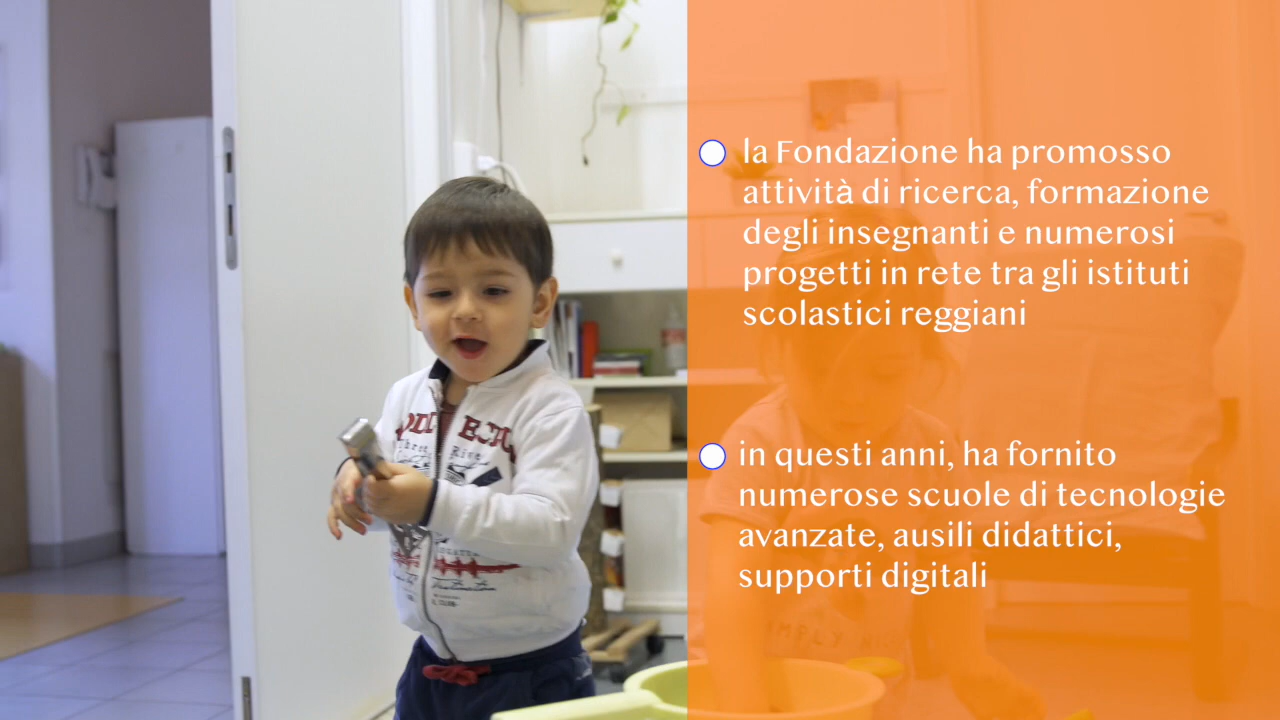 la Fondazione ha promosso
attività di ricerca, formazione
degli insegnanti e numerosi
progetti in rete tra gli istituti
scolastici reggiani
in questi anni, ha fornito
numerose scuole di tecnologie
avanzate, ausili didattici,
supporti digitali